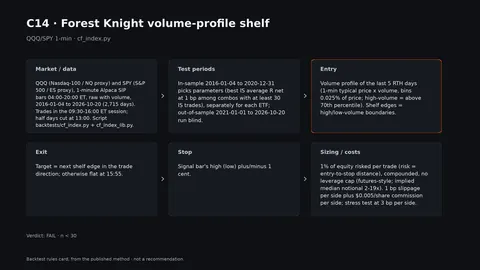 C14 · Forest Knight volume-profile shelf
QQQ/SPY 1-min · cf_index.py
Market / data
QQQ (Nasdaq-100 / NQ proxy) and SPY (S&P
500 / ES proxy), 1-minute Alpaca SIP
bars 04:00-20:00 ET, raw with volume,
2016-01-04 to 2026-10-20 (2,715 days).
Trades in the 09:30-16:00 ET session;
half days cut at 13:00. Script
backtests/cf_index.py + cf_index_lib.py.
Test periods
In-sample 2016-01-04 to 2020-12-31
picks parameters (best IS average R net
at 1 bp among combos with at least 30
IS trades), separately for each ETF;
out-of-sample 2021-01-01 to 2026-10-20
run blind.
Entry
Volume profile of the last 5 RTH days
(1-min typical price x volume, bins
0.025% of price; high-volume = above
70th percentile). Shelf edges =
high/low-volume boundaries.
Exit
Target = next shelf edge in the trade
direction; otherwise flat at 15:55.
Stop
Signal bar's high (low) plus/minus 1
cent.
Sizing / costs
1% of equity risked per trade (risk =
entry-to-stop distance), compounded, no
leverage cap (futures-style; implied
median notional 2-19x). 1 bp slippage
per side plus $0.005/share commission
per side; stress test at 3 bp per side.
Verdict: FAIL · n < 30
Backtest rules card, from the published method · not a recommendation.